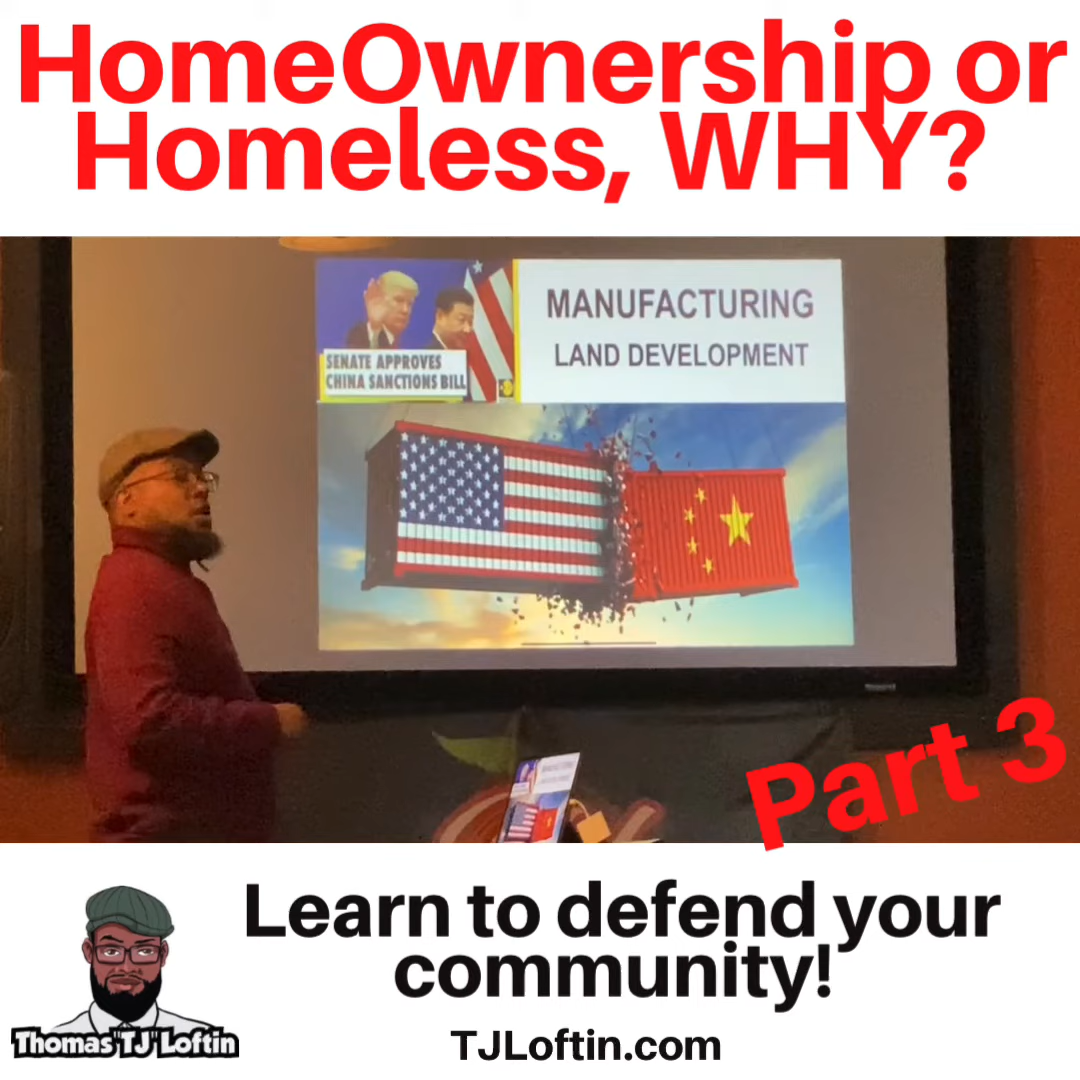 HomeOwnership or
Homeless, WHY?
SENATE APPROVES
CHINA SANCTIONS BILL
MANUFACTURING
LAND DEVELOPMENT
Part 3
Learn to defend your
community!
Thomas"TJ"Loftin
TJLoftin.com